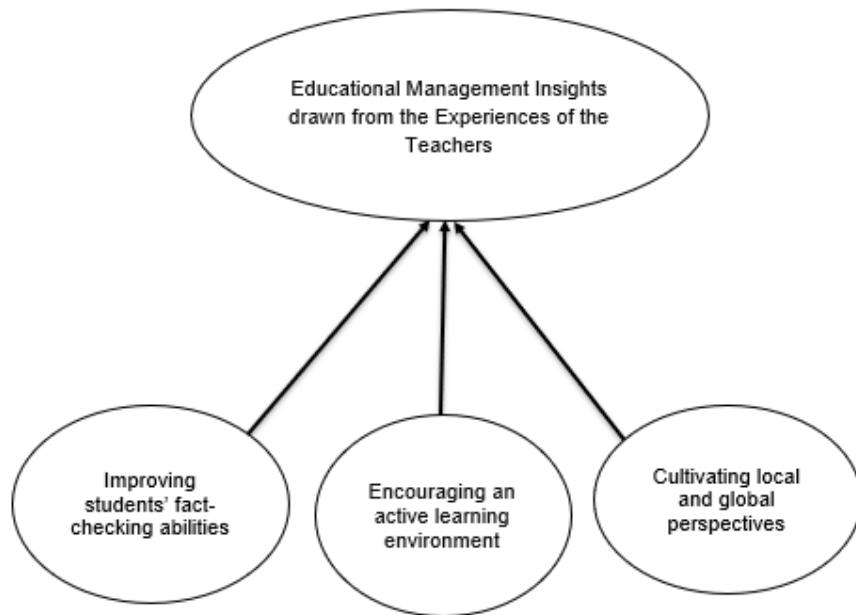 Educational Management Insights
drawn from the Experiences of the
Teachers
Improving
students’ fact-
checking abilities
Encouraging an
active learning
environment
Cultivating local
and global
perspectives